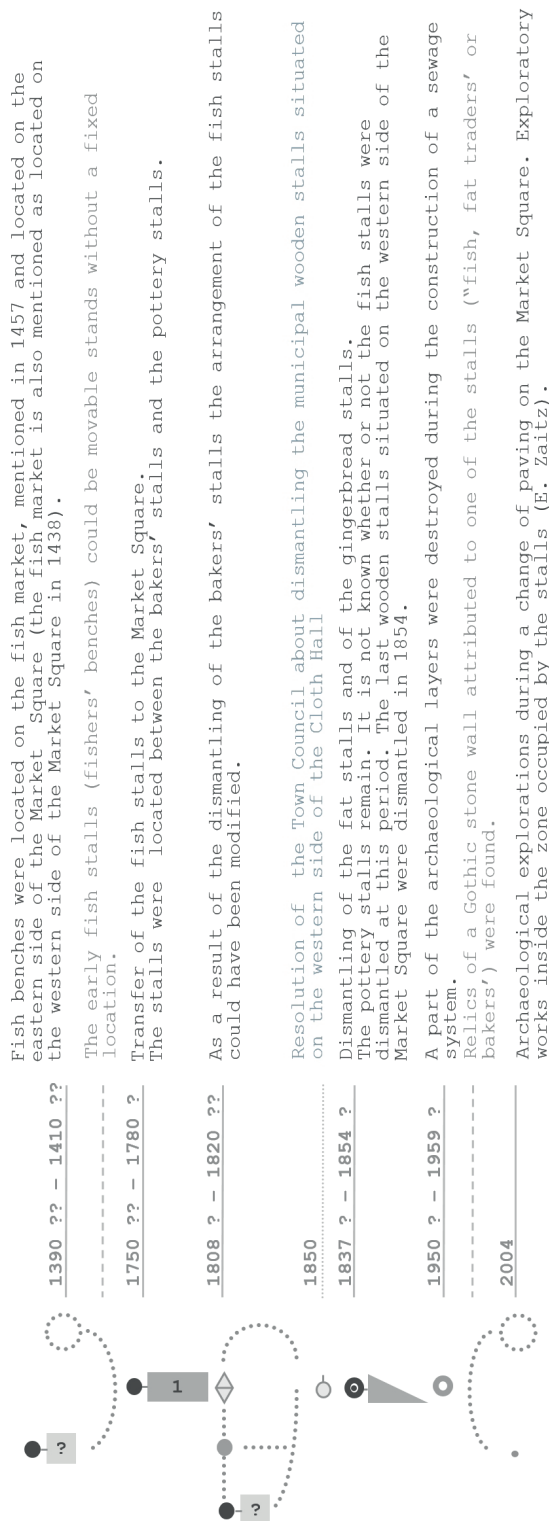 Fish benches were located on the fish market, mentioned in 1457 and located on the
eastern side of the Market  Square (the fish market is also mentioned as located on
the western side of the Market Square in 1438).
The early fish stalls (fishers’ benches) could be movable stands without a fixed
location.
Transfer of the fish stalls to the Market Square.
The stalls were  located between the bakers’ stalls and the pottery stalls.
As a result of the dismantling of the bakers’ stalls the arrangement of the fish stalls
could have been modified.
Resolution of  the Town Council about dismantling the municipal wooden stalls situated
on the western side of the Cloth Hall
Dismantling of the fat stalls and of the gingerbread stalls.
The pottery stalls remain. It is not known whether or not the fish stalls were
dismantled at this period. The last wooden stalls situated on the western side of the
Market Square were dismantled in 1854.
A part of the archaeological layers were destroyed during the construction of a sewage
system.
Relics of a Gothic stone wall attributed to one of the stalls (“fish, fat traders’ or
bakers’) were found.
Archaeological explorations during a change of paving on the Market Square. Exploratory
works inside the zone occupied by the stalls (E. Zaitz).
1390 ?? – 1410 ??
1750 ?? – 1780 ?
1808 ? – 1820 ??
1850
1837 ? – 1854 ?
1950 ? – 1959 ?
2004
?
1
?